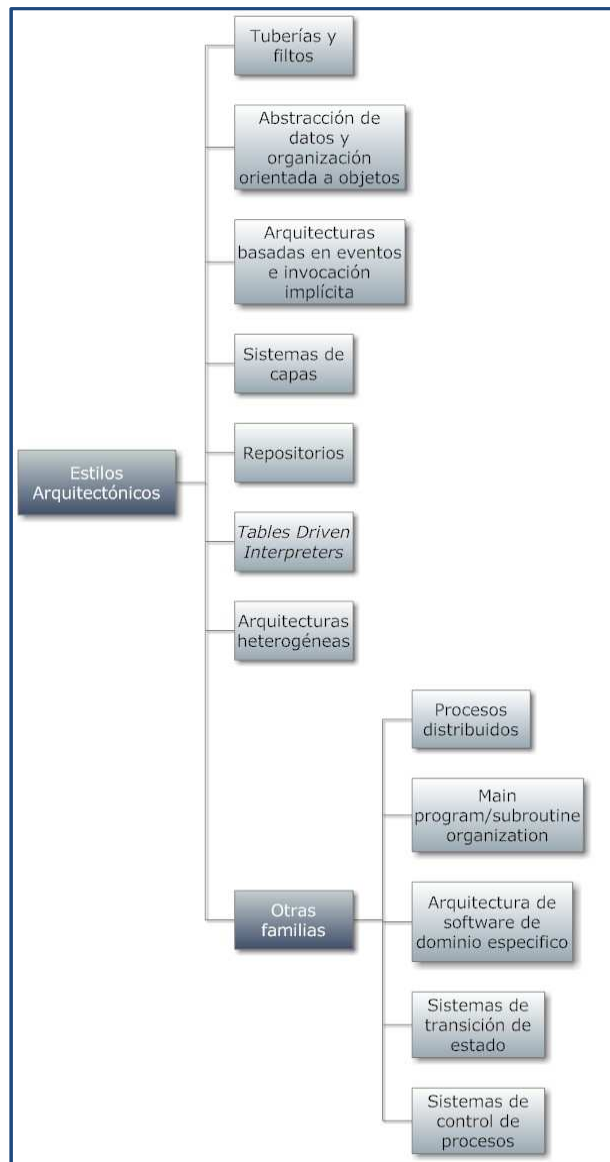 Tuberías y
filtos
Abstracción de
datos y
organización
orientada a objetos
Arquitecturas
basadas en eventos
e invocación
implícita
Sistemas de
capas
Estilos
Arquitectónicos
Repositorios
Tables Driven
Interpreters
Arquitecturas
heterogéneas
Otras
familias
Procesos
distribuidos
Main
program/subroutine
organization
Arquitectura de
software de
dominio especifico
Sistemas de
transición de
estado
Sistemas de
control de
procesos